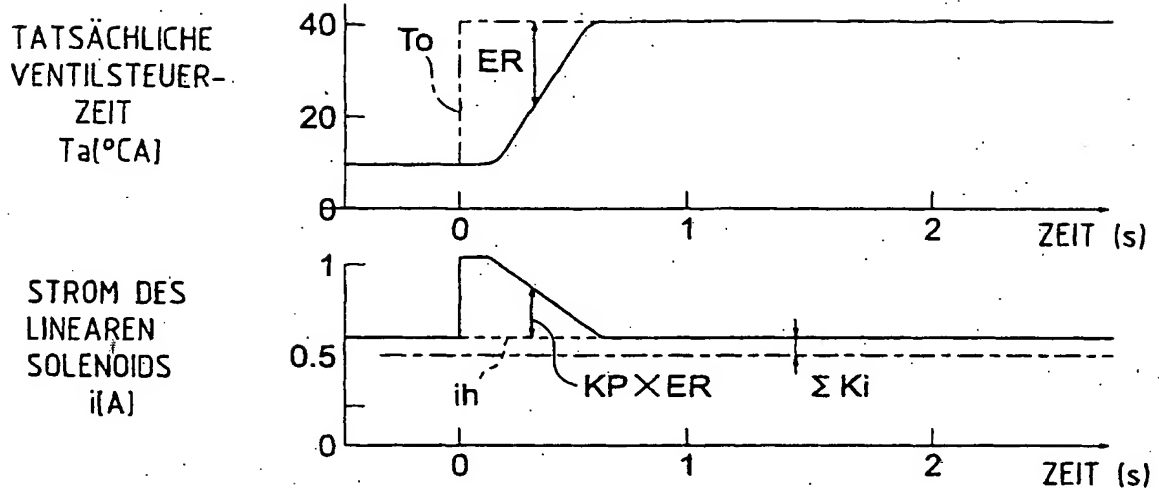 TATSÄCHLICHE
VENTILSTEUER-
ZEIT
Ta[°CA]
40
20
0
To
ER
0
1
2
ZEIT (s)
STROM DES
LINEAREN
SOLENOIDS
i[A]
1
0.5
0
ih
KP×ER
Σ Ki
0
1
2
ZEIT (s)